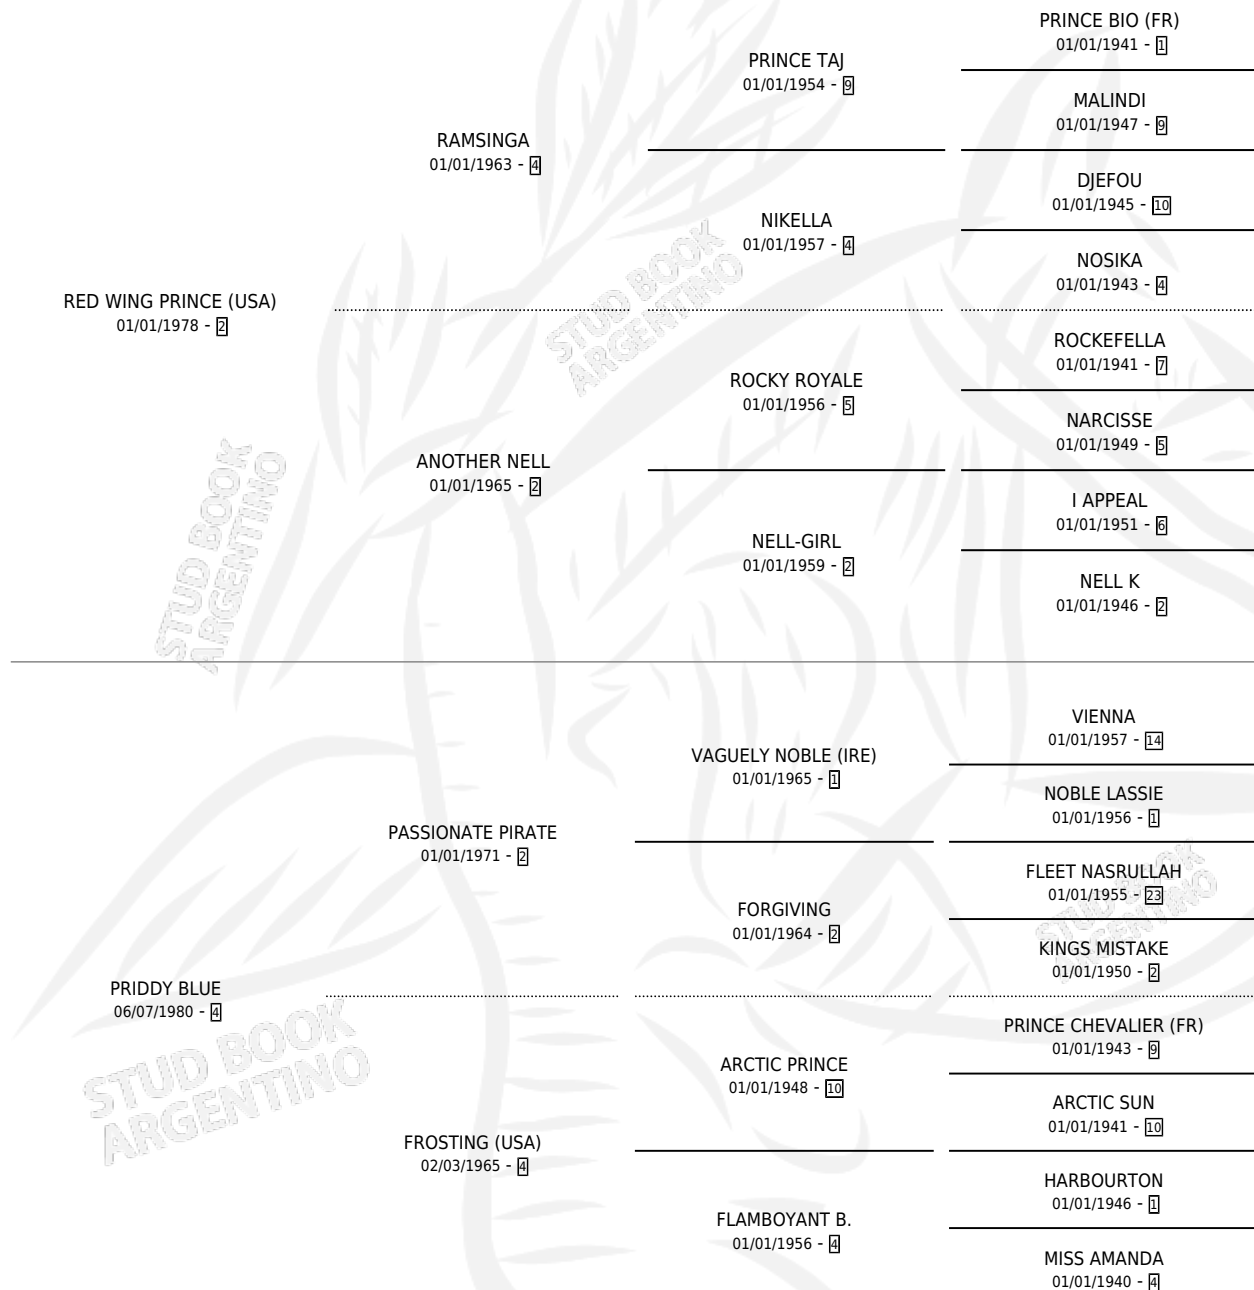 PRINCE BIO (FR)
01/01/1941 - 1
PRINCE TAJ
01/01/1954 - 9
MALINDI
01/01/1947 - 9
RAMSINGA
01/01/1963 - 4
DJEFOU
01/01/1945 - 10
NIKELLA
01/01/1957 - 4
NOSIKA
01/01/1943 - 4
RED WING PRINCE (USA)
01/01/1978 - 2
ROCKEFELLA
01/01/1941 - 7
ROCKY ROYALE
01/01/1956 - 5
NARCISSE
01/01/1949 - 5
ANOTHER NELL
01/01/1965 - 2
I APPEAL
01/01/1951 - 6
NELL-GIRL
01/01/1959 - 2
NELL K
01/01/1946 - 2
VIENNA
01/01/1957 - 14
VAGUELY NOBLE (IRE)
01/01/1965 - 1
NOBLE LASSIE
01/01/1956 - 1
PASSIONATE PIRATE
01/01/1971 - 2
FLEET NASRULLAH
01/01/1955 - 23
FORGIVING
01/01/1964 - 2
KINGS MISTAKE
01/01/1950 - 2
PRIDDY BLUE
06/07/1980 - 4
PRINCE CHEVALIER (FR)
01/01/1943 - 9
ARCTIC PRINCE
01/01/1948 - 10
ARCTIC SUN
01/01/1941 - 10
FROSTING (USA)
02/03/1965 - 4
HARBOURTON
01/01/1946 - 1
FLAMBOYANT B.
01/01/1956 - 4
MISS AMANDA
01/01/1940 - 4
STUD BOOK
ARGENTINO
STUD BOOK
ARGENTINO
STUD BOOK
ARGENTINO
STUD BOOK
ARGENTINO